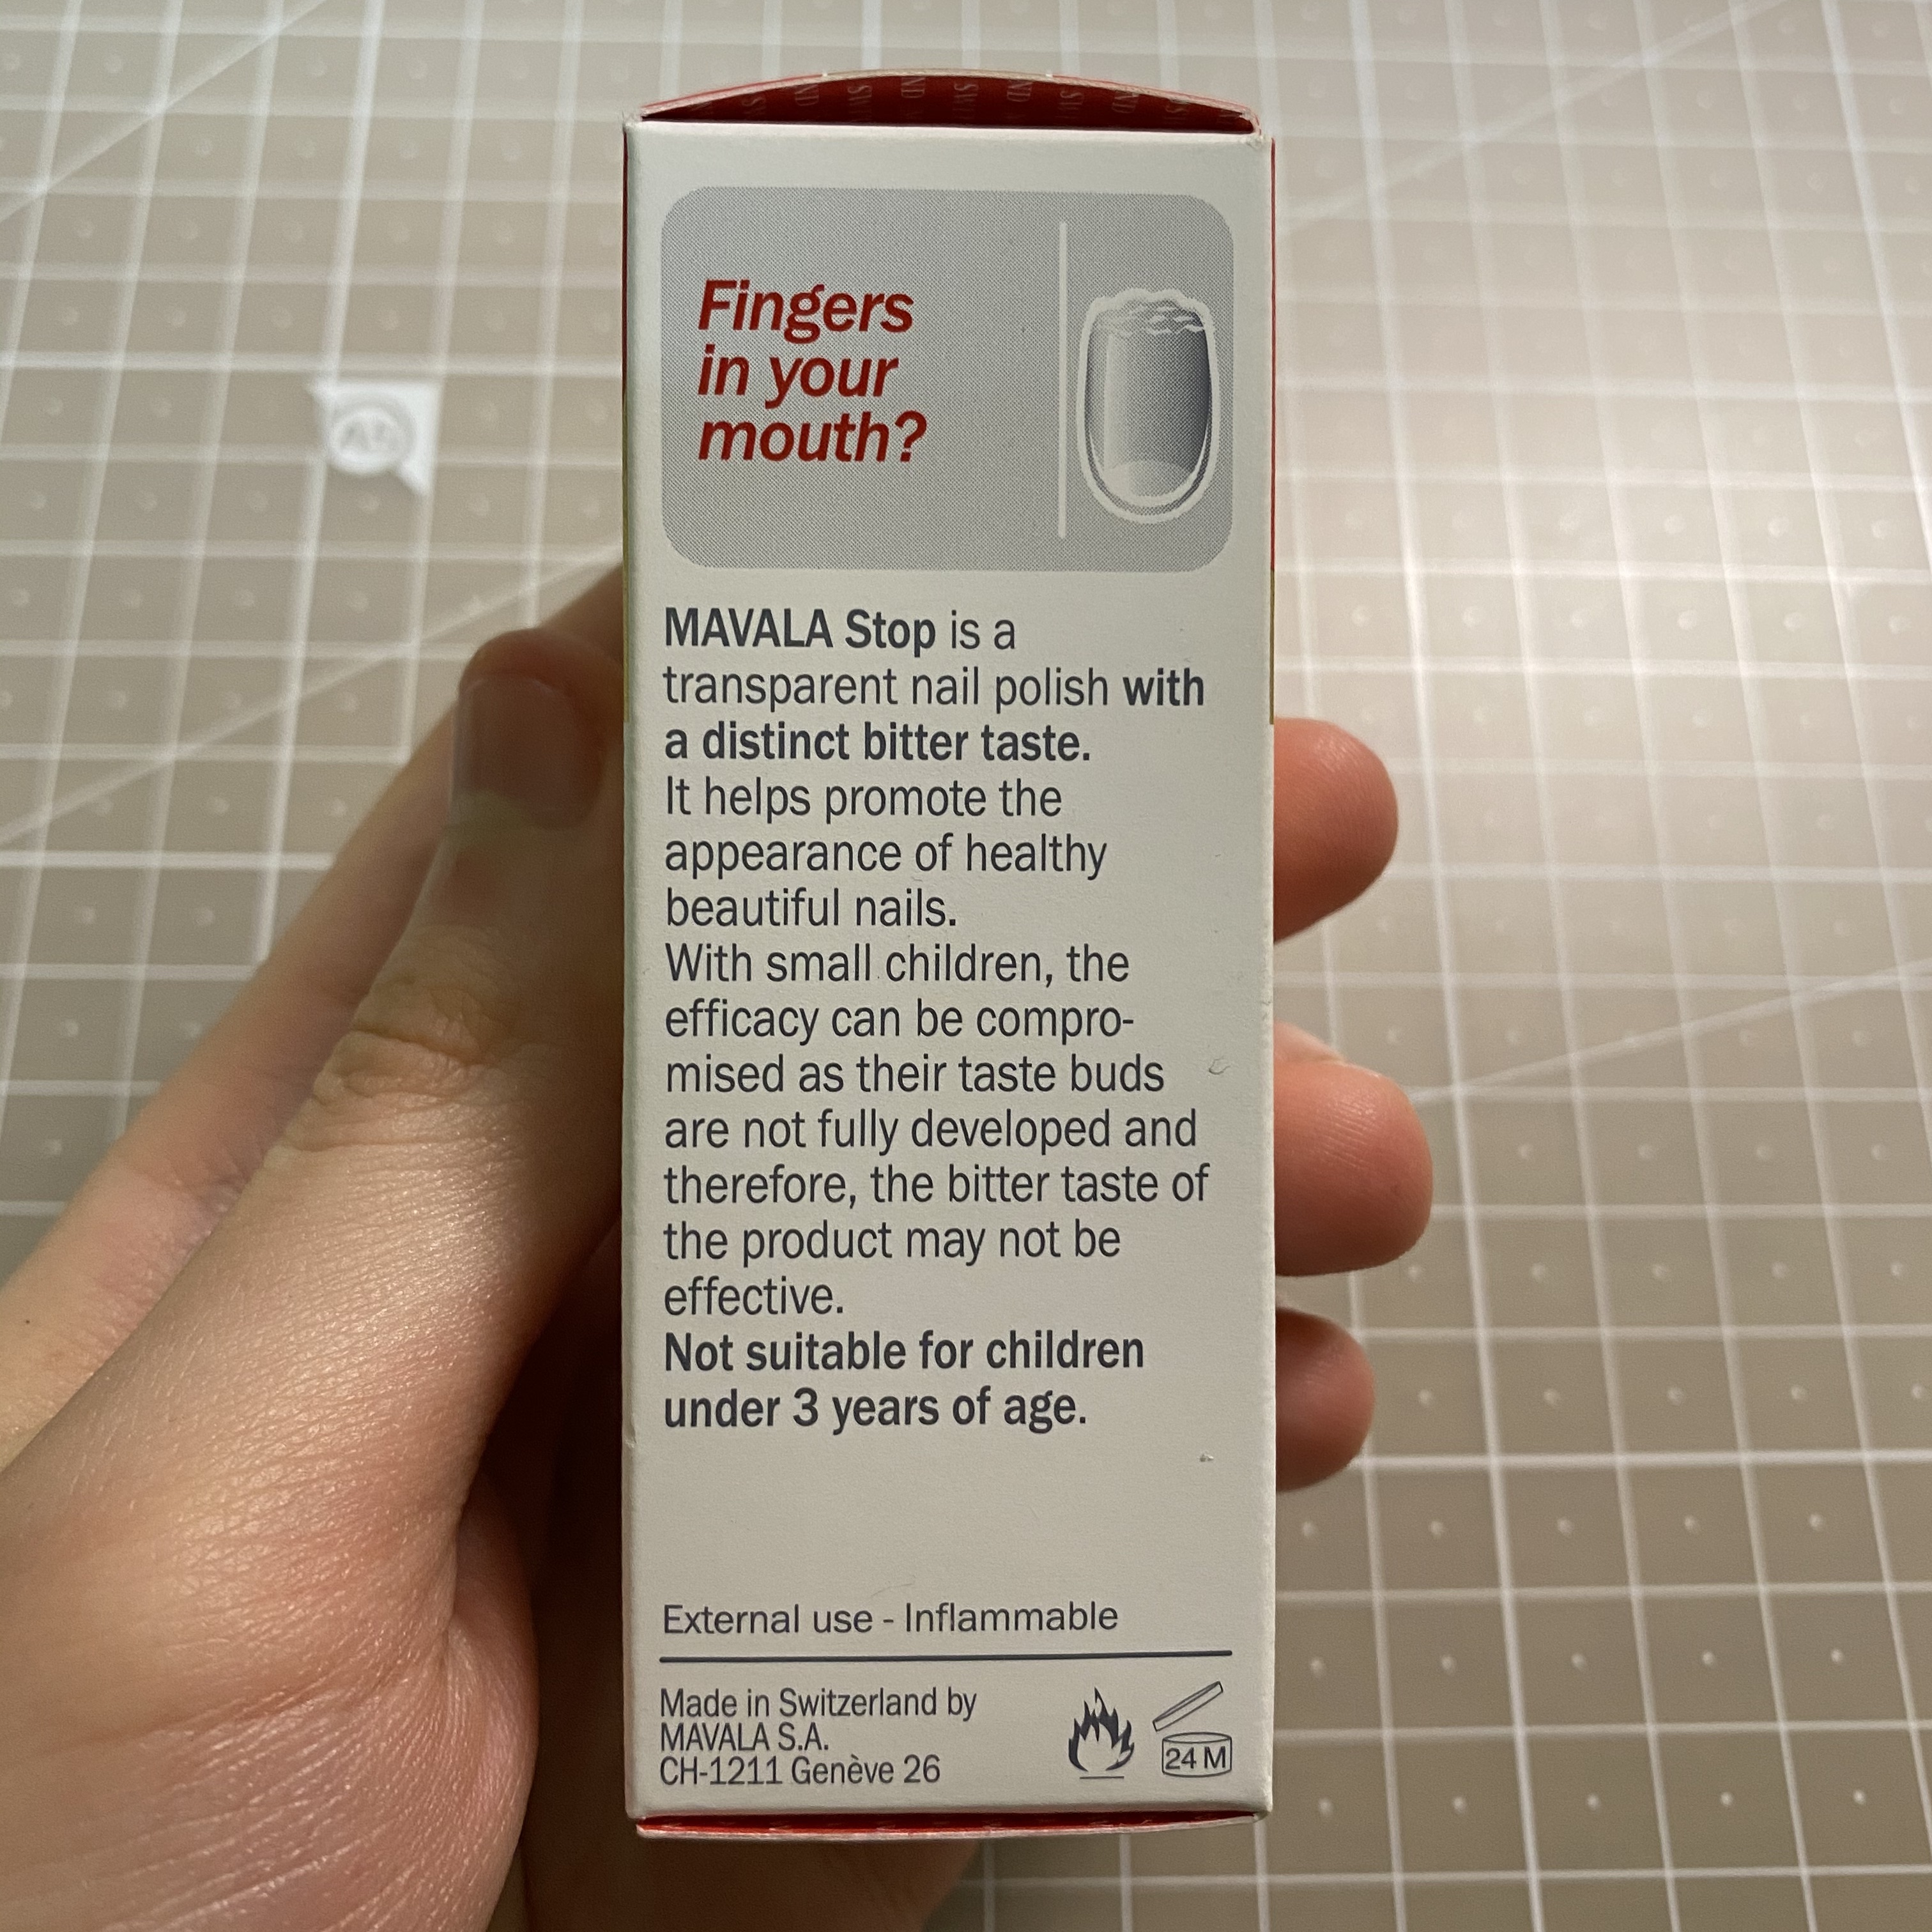 Fingers
in your
mouth?
MAVALA Stop is a
transparent nail polish with
a distinct bitter taste.
It helps promote the
appearance of healthy
beautiful nails.
With small children, the
efficacy can be compro-
mised as their taste buds
are not fully developed and
therefore, the bitter taste of
the product may not be
effective.
Not suitable for children
under 3 years of age.
External use - Inflammable
Made in Switzerland by
MAVALA S.A.
CH-1211 Genève 26
24 M